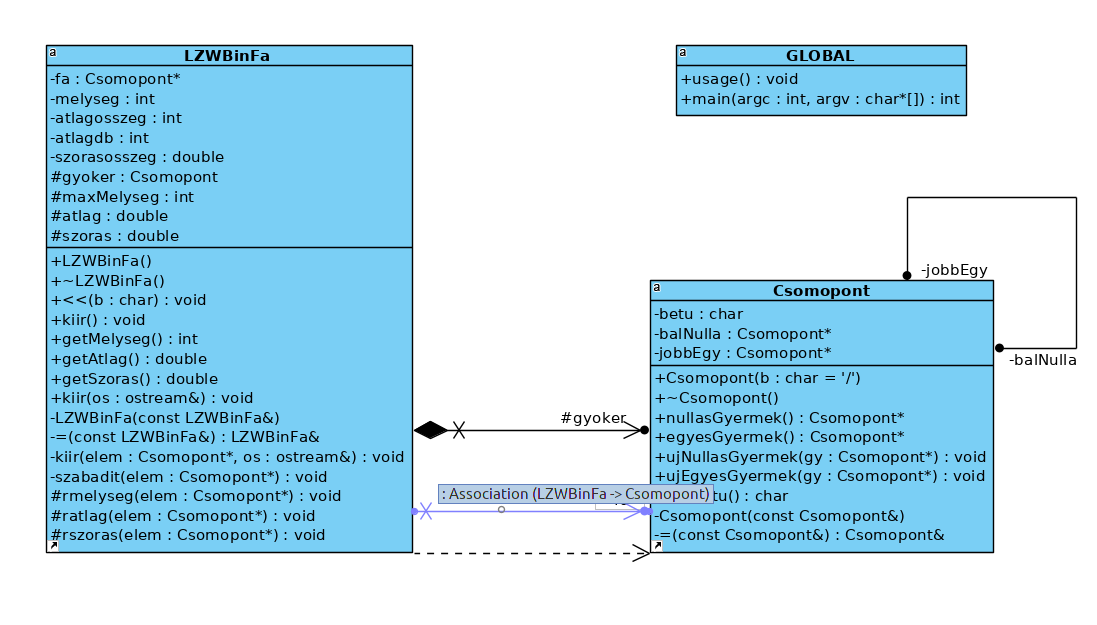 a
LZWBinFa
-fa : Csomopont*
-melyseg : int
-atlagosszeg : int
-atlagdb : int
-szorasosszeg : double
#gyoker : Csomopont
#maxMelyseg : int
#atlag : double
#szoras : double
+LZWBinFa()
+~LZWBinFa()
+<<(b : char) : void
+kiir() : void
+getMelyseg() : int
+getAtlag() : double
+getSzoras() : double
+kiir(os : ostream&) : void
-LZWBinFa(const LZWBinFa&)
-=(const LZWBinFa&) : LZWBinFa&
-kiir(elem : Csomopont*, os : ostream&) : void
-szabadit(elem : Csomopont*) : void
#rmelyseg(elem : Csomopont*) : void
#ratlag(elem : Csomopont*) : void
#rszoras(elem : Csomopont*) : void
a
GLOBAL
+usage() : void
+main(argc : int, argv : char*[]) : int
-jobbEgy
-balNulla
a
Csomopont
-betu : char
-balNulla : Csomopont*
-jobbEgy : Csomopont*
+Csomopont(b : char = '/')
+~Csomopont()
+nullasGyermek() : Csomopont*
+egyesGyermek() : Csomopont*
+ujNullasGyermek(gy : Csomopont*) : void
+ujEgyesGyermek(gy : Csomopont*) : void
tu() : char
-Csomopont(const Csomopont&)
-=(const Csomopont&) : Csomopont&
#gyoker
: Association (LZWBinFa -> Csomopont)